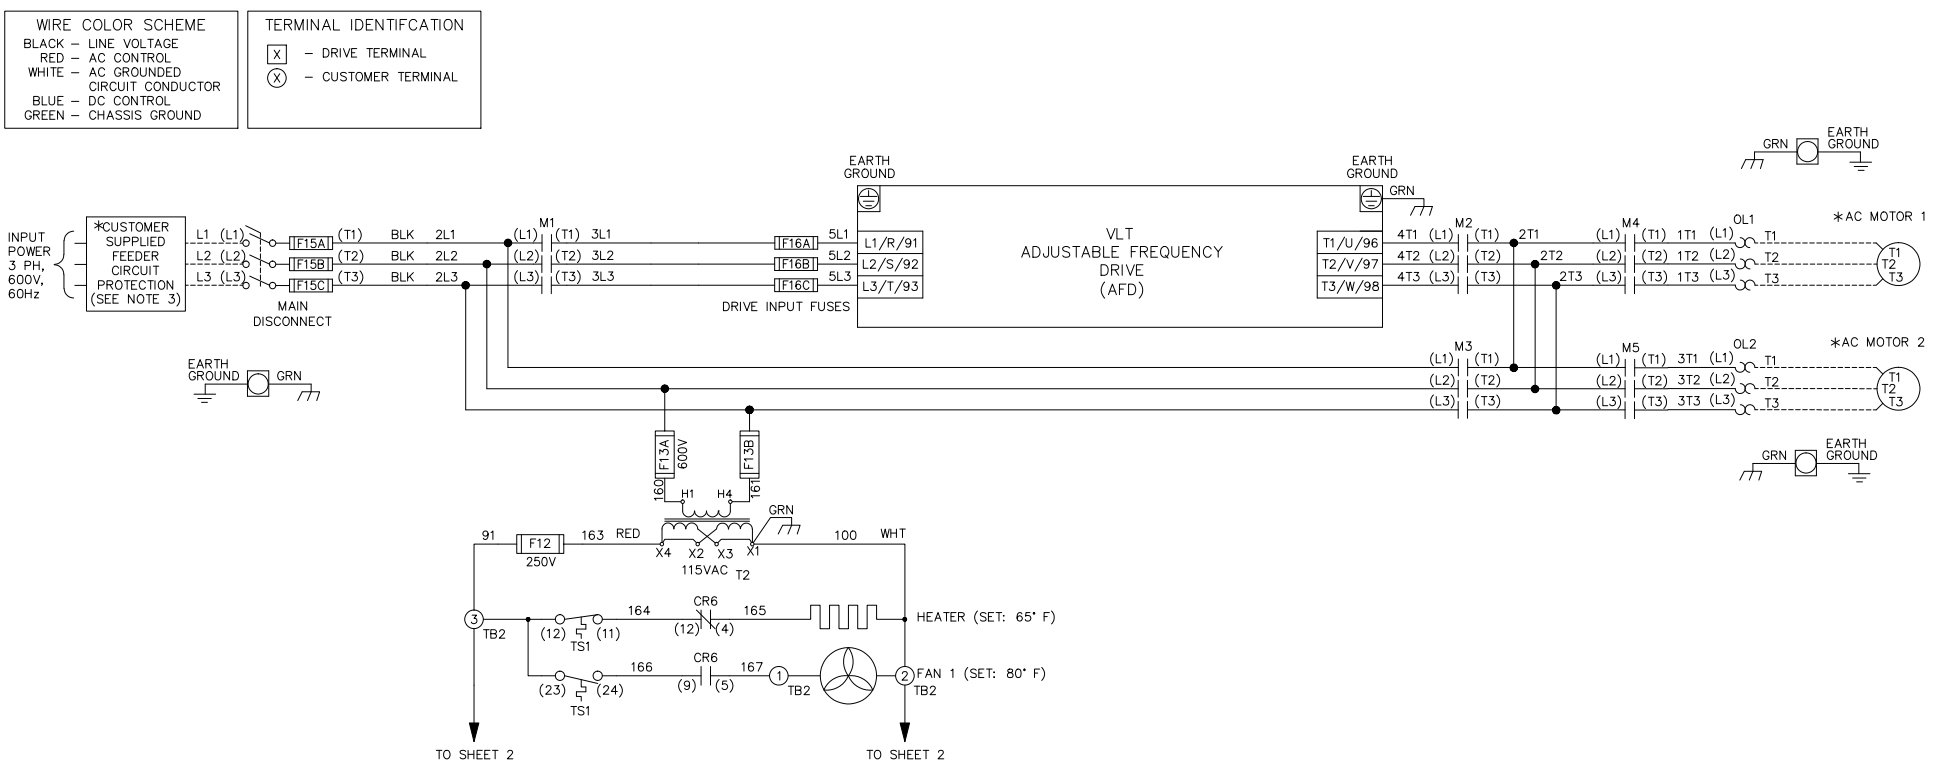 WIRE COLOR SCHEME
BLACK – LINE VOLTAGE
RED – AC CONTROL
WHITE – AC GROUNDED
CIRCUIT CONDUCTOR
BLUE – DC CONTROL
GREEN – CHASSIS GROUND
TERMINAL IDENTIFCATION
X – DRIVE TERMINAL
X – CUSTOMER TERMINAL
INPUT
POWER
3 PH,
600V,
60Hz
*CUSTOMER
SUPPLIED
FEEDER
CIRCUIT
PROTECTION
(SEE NOTE 3)
L1 (L1) F15A (T1) BLK 2L1 (L1) M1 (T1) 3L1 F16A 5L1 L1/R/91
L2 (L2) F15B (T2) BLK 2L2 (L2) (T2) 3L2 F16B 5L2 L2/S/92
L3 (L3) F15C (T3) BLK 2L3 (L3) (T3) 3L3 F16C 5L3 L3/T/93
MAIN
DISCONNECT
DRIVE INPUT FUSES
EARTH
GROUND
GRN
EARTH
GROUND
VLT
ADJUSTABLE FREQUENCY
DRIVE
(AFD)
EARTH
GROUND
GRN
GRN
EARTH
GROUND
M2 M4 OL1 *AC MOTOR 1
T1/U/96 4T1 (L1) (T1) 2T1 (L1) (T1) 1T1 (L1) T1 T1
T2/V/97 4T2 (L2) (T2) 2T2 (L2) (T2) 1T2 (L2) T2 T2
T3/W/98 4T3 (L3) (T3) 2T3 (L3) (T3) 1T3 (L3) T3 T3
M3 M5 OL2 *AC MOTOR 2
(L1) (T1) (L1) (T1) 3T1 (L1) T1 T1
(L2) (T2) (L2) (T2) 3T2 (L2) T2 T2
(L3) (T3) (L3) (T3) 3T3 (L3) T3 T3
GRN
EARTH
GROUND
F13A
600V
F13B
160
161
H1 H4
GRN
91 F12 163 RED
250V
X4 X2 X3 X1
115VAC T2
100 WHT
3
TB2
164 CR6 165
(12) (11) (12) (4)
TS1
HEATER (SET: 65° F)
166 CR6 167 1 2
(23) (24) (9) (5) TB2 TB2
TS1
FAN 1 (SET: 80° F)
TO SHEET 2
TO SHEET 2